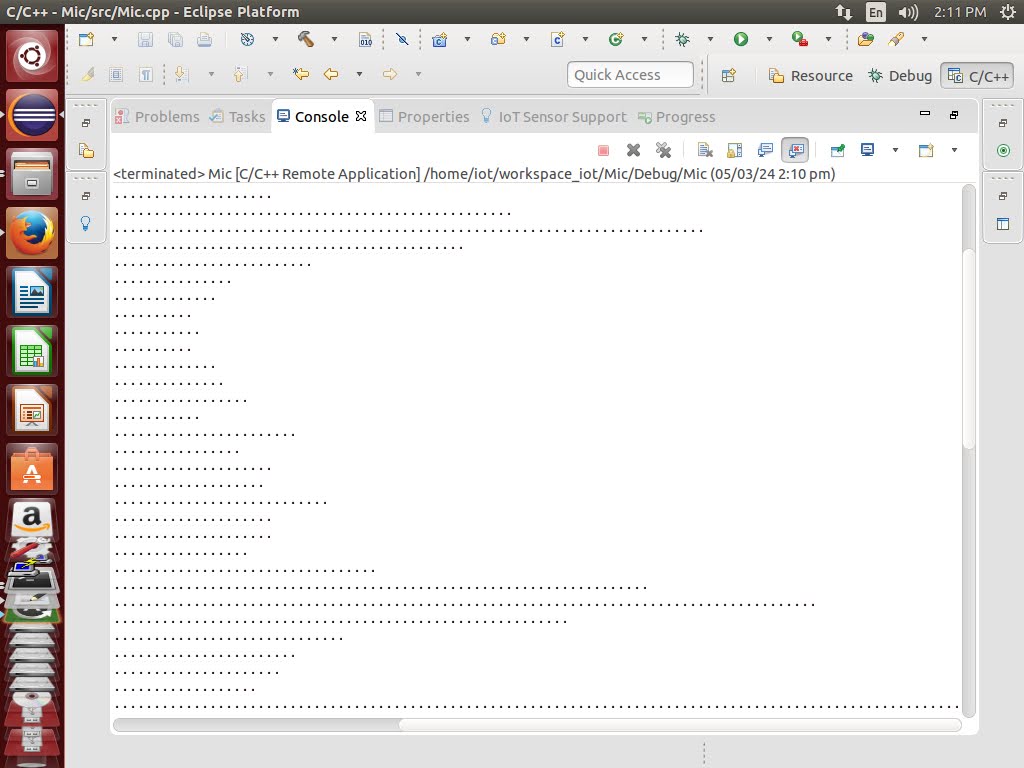 C/C++ - Mic/src/Mic.cpp - Eclipse Platform
En
2:11 PM
010
Quick Access
Resource
Debug
C/C++
Problems
Tasks
Console
Properties
IoT Sensor Support
Progress
<terminated> Mic [C/C++ Remote Application] /home/iot/workspace_iot/Mic/Debug/Mic (05/03/24 2:10 pm)
....................
..................................................
..........................................................................
............................................
.........................
...............
.............
..........
...........
..........
.............
..............
.................
...........
.......................
................
....................
...................
...........................
....................
....................
.................
.................................
...................................................................
........................................................................................
.........................................................
.............................
.......................
.....................
..................
..........................................................................................................